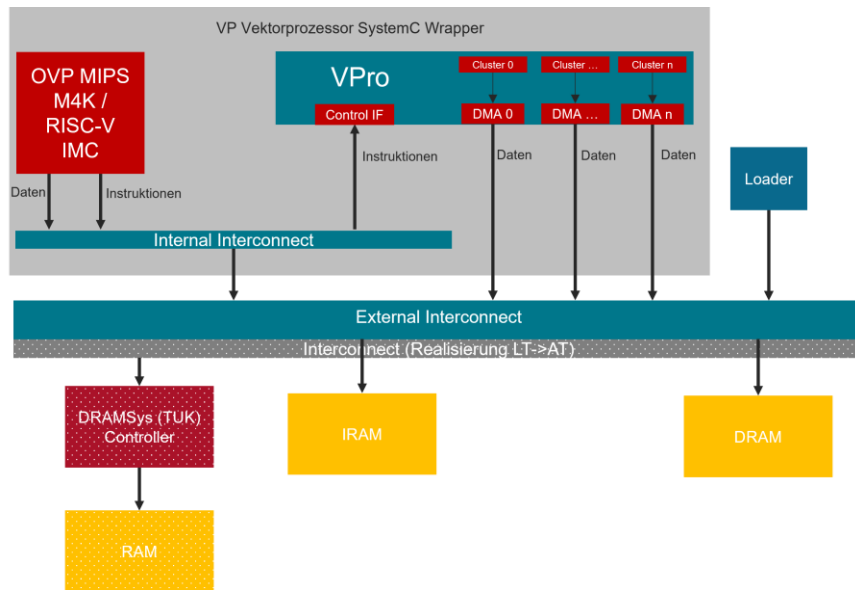 VP Vektorprozessor SystemC Wrapper
OVP MIPS
M4K /
RISC-V
IMC
VPro
Cluster 0
Cluster ...
Cluster n
Control IF
DMA 0
DMA ...
DMA n
Daten
Instruktionen
Instruktionen
Daten
Daten
Daten
Loader
Internal Interconnect
External Interconnect
Interconnect (Realisierung LT->AT)
DRAMSys (TUK)
Controller
IRAM
DRAM
RAM